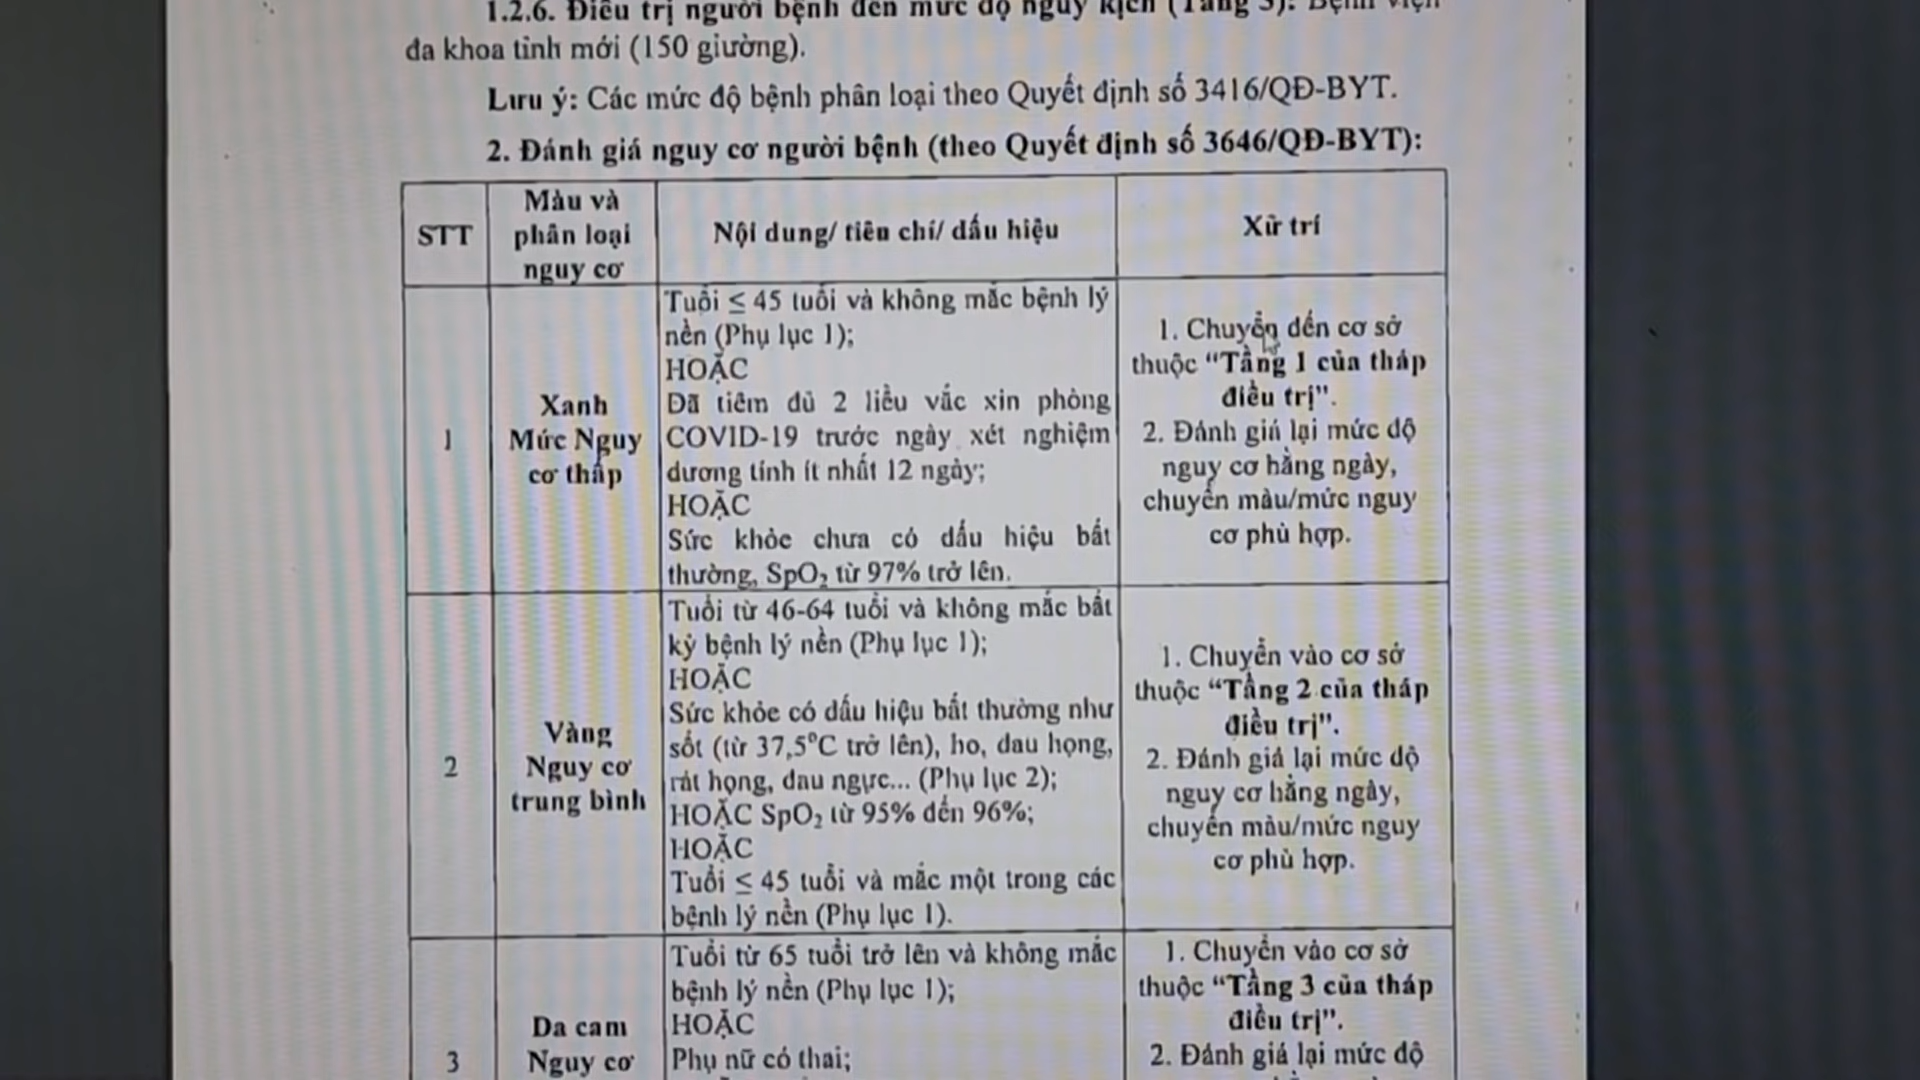 1.2.6. Điều trị người bệnh đến mức độ nguy kịch (Tầng 3): Bệnh viện
đa khoa tỉnh mới (150 giường).
Lưu ý: Các mức độ bệnh phân loại theo Quyết định số 3416/QĐ-BYT.
2. Đánh giá nguy cơ người bệnh (theo Quyết định số 3646/QĐ-BYT):
STT
Màu và
phân loại
nguy cơ
Nội dung/ tiêu chí/ dấu hiệu
Xử trí
1
Xanh
Mức Nguy
cơ thấp
Tuổi ≤ 45 tuổi và không mắc bệnh lý
nền (Phụ lục 1);
HOẶC
Đã tiêm đủ 2 liều vắc xin phòng
COVID-19 trước ngày xét nghiệm
dương tính ít nhất 12 ngày;
HOẶC
Sức khỏe chưa có dấu hiệu bất
thường, SpO₂ từ 97% trở lên.
1. Chuyển đến cơ sở
thuộc “Tầng 1 của tháp
điều trị”.
2. Đánh giá lại mức độ
nguy cơ hằng ngày,
chuyển màu/mức nguy
cơ phù hợp.
2
Vàng
Nguy cơ
trung bình
Tuổi từ 46-64 tuổi và không mắc bất
kỳ bệnh lý nền (Phụ lục 1);
HOẶC
Sức khỏe có dấu hiệu bất thường như
sốt (từ 37,5⁰C trở lên), ho, đau họng,
rát họng, đau ngực... (Phụ lục 2);
HOẶC SpO₂ từ 95% đến 96%;
HOẶC
Tuổi ≤ 45 tuổi và mắc một trong các
bệnh lý nền (Phụ lục 1).
1. Chuyển vào cơ sở
thuộc “Tầng 2 của tháp
điều trị”.
2. Đánh giá lại mức độ
nguy cơ hằng ngày,
chuyển màu/mức nguy
cơ phù hợp.
3
Da cam
Nguy cơ
Tuổi từ 65 tuổi trở lên và không mắc
bệnh lý nền (Phụ lục 1);
HOẶC
Phụ nữ có thai;
1. Chuyển vào cơ sở
thuộc “Tầng 3 của tháp
điều trị”.
2. Đánh giá lại mức độ